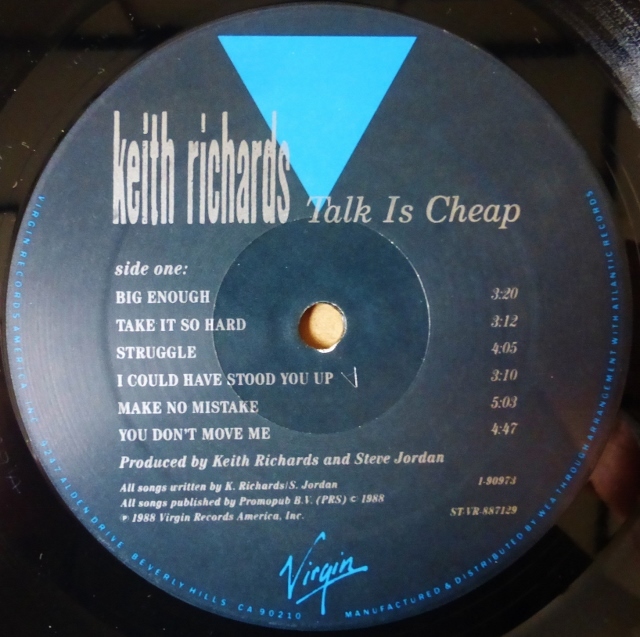 keith richards Talk Is Cheap
side one:
BIG ENOUGH 3:20
TAKE IT SO HARD 3:12
STRUGGLE 4:05
I COULD HAVE STOOD YOU UP 3:10
MAKE NO MISTAKE 5:03
YOU DON'T MOVE ME 4:47
Produced by Keith Richards and Steve Jordan
All songs written by K. Richards/S. Jordan 1-90973
All songs published by Promopub B.V. (PRS) © 1988
℗ 1988 Virgin Records America, Inc. ST-VR-887129
Virgin
VIRGIN RECORDS AMERICA, INC. 9247 ALDEN DRIVE, BEVERLY HILLS, CA 90210
MANUFACTURED & DISTRIBUTED BY WEA THROUGH ARRANGEMENT WITH ATLANTIC RECORDS